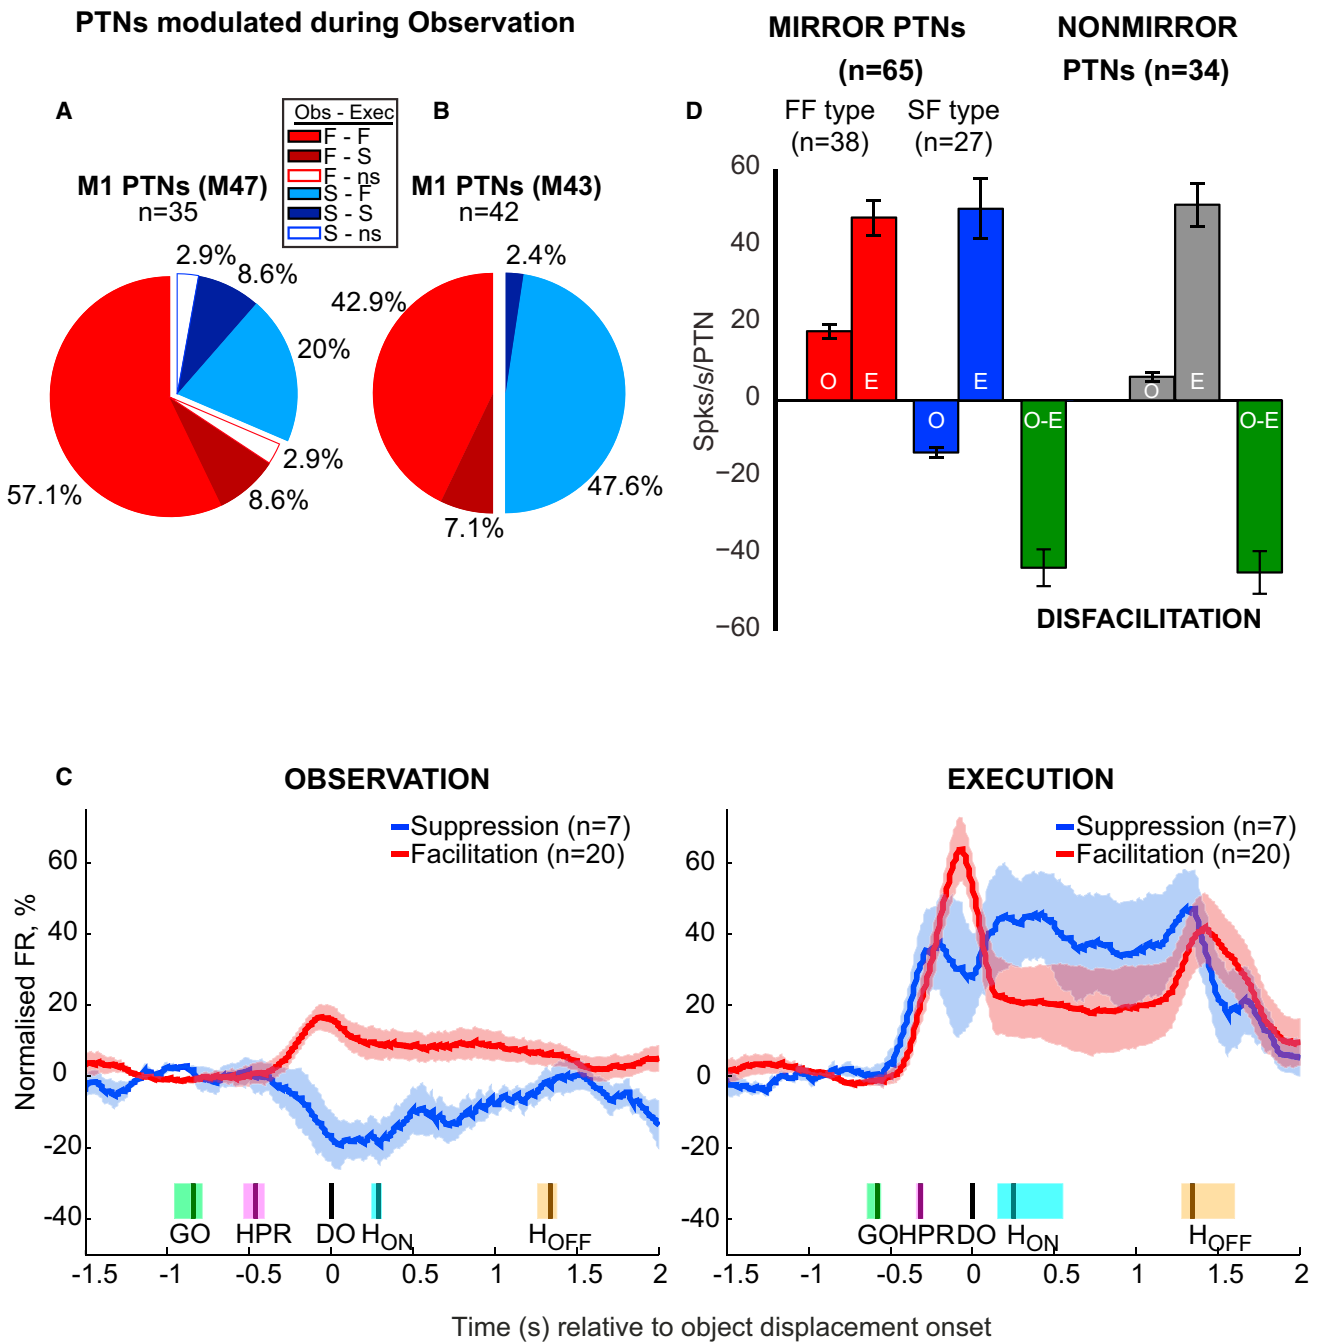 PTNs modulated during Observation
MIRROR PTNs
(n=65)
NONMIRROR
PTNs (n=34)
A
Obs - Exec
F - F
F - S
F - ns
S - F
S - S
S - ns
B
M1 PTNs (M47)
n=35
2.9%
8.6%
20%
2.9%
8.6%
57.1%
M1 PTNs (M43)
n=42
2.4%
42.9%
47.6%
7.1%
D
FF type
(n=38)
SF type
(n=27)
Spks/s/PTN
60
40
20
0
−20
−40
−60
O
E
O
E
O-E
O
E
O-E
DISFACILITATION
C
OBSERVATION
Suppression (n=7)
Facilitation (n=20)
Normalised FR, %
60
40
20
0
-20
-40
GO
HPR
DO
HON
HOFF
-1.5
-1
-0.5
0
0.5
1
1.5
2
EXECUTION
Suppression (n=7)
Facilitation (n=20)
60
40
20
0
-20
-40
GO
HPR
DO
HON
HOFF
-1.5
-1
-0.5
0
0.5
1
1.5
2
Time (s) relative to object displacement onset